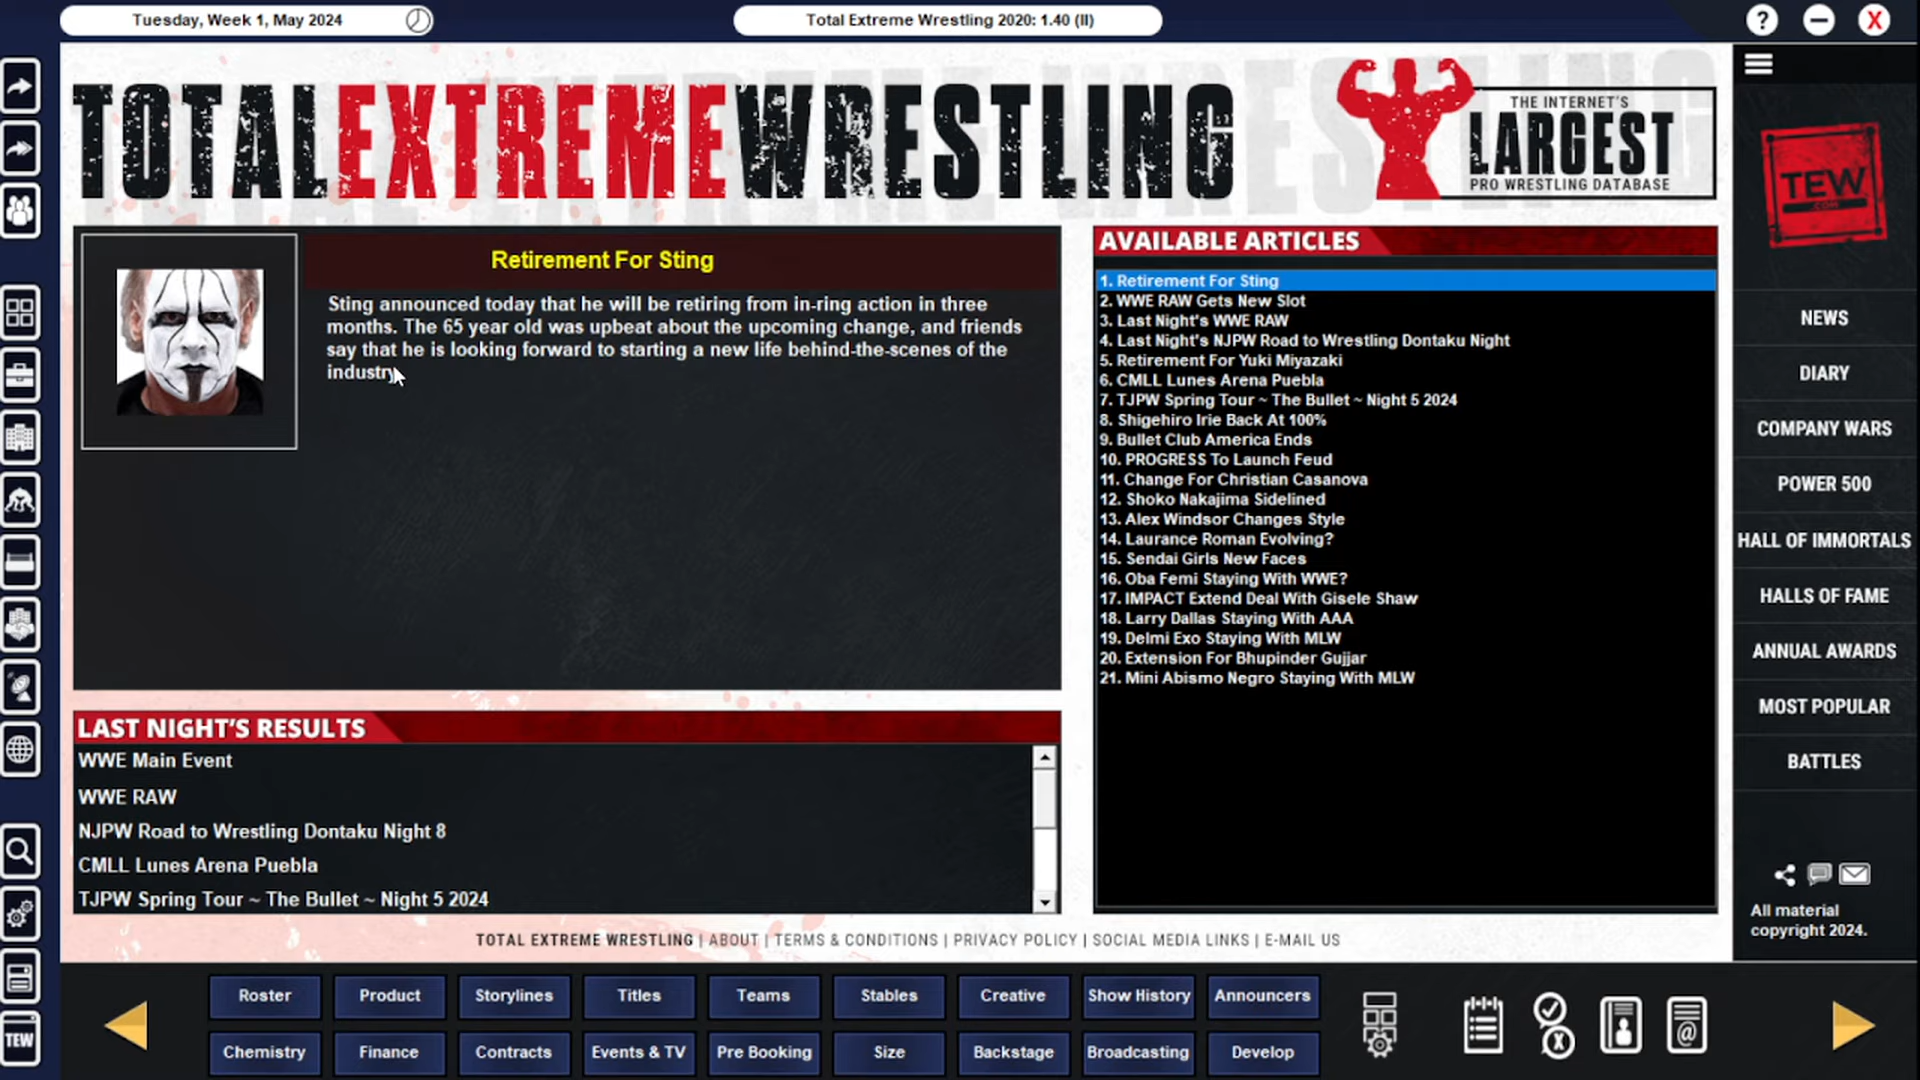 Tuesday, Week 1, May 2024
Total Extreme Wrestling 2020: 1.40 (II)
?
X
TOTALEXTREMEWRESTLING
THE INTERNET'S
LARGEST
PRO WRESTLING DATABASE
TEW
.COM
Retirement For Sting
Sting announced today that he will be retiring from in-ring action in three
months. The 65 year old was upbeat about the upcoming change, and friends
say that he is looking forward to starting a new life behind-the-scenes of the
industry.
AVAILABLE ARTICLES
1. Retirement For Sting
2. WWE RAW Gets New Slot
3. Last Night's WWE RAW
4. Last Night's NJPW Road to Wrestling Dontaku Night
5. Retirement For Yuki Miyazaki
6. CMLL Lunes Arena Puebla
7. TJPW Spring Tour ~ The Bullet ~ Night 5 2024
8. Shigehiro Irie Back At 100%
9. Bullet Club America Ends
10. PROGRESS To Launch Feud
11. Change For Christian Casanova
12. Shoko Nakajima Sidelined
13. Alex Windsor Changes Style
14. Laurance Roman Evolving?
15. Sendai Girls New Faces
16. Oba Femi Staying With WWE?
17. IMPACT Extend Deal With Gisele Shaw
18. Larry Dallas Staying With AAA
19. Delmi Exo Staying With MLW
20. Extension For Bhupinder Gujjar
21. Mini Abismo Negro Staying With MLW
NEWS
DIARY
COMPANY WARS
POWER 500
HALL OF IMMORTALS
HALLS OF FAME
ANNUAL AWARDS
MOST POPULAR
BATTLES
All material
copyright 2024.
LAST NIGHT'S RESULTS
WWE Main Event
WWE RAW
NJPW Road to Wrestling Dontaku Night 8
CMLL Lunes Arena Puebla
TJPW Spring Tour ~ The Bullet ~ Night 5 2024
TOTAL EXTREME WRESTLING | ABOUT | TERMS & CONDITIONS | PRIVACY POLICY | SOCIAL MEDIA LINKS | E-MAIL US
TEW
Roster
Product
Storylines
Titles
Teams
Stables
Creative
Show History
Announcers
Chemistry
Finance
Contracts
Events & TV
Pre Booking
Size
Backstage
Broadcasting
Develop